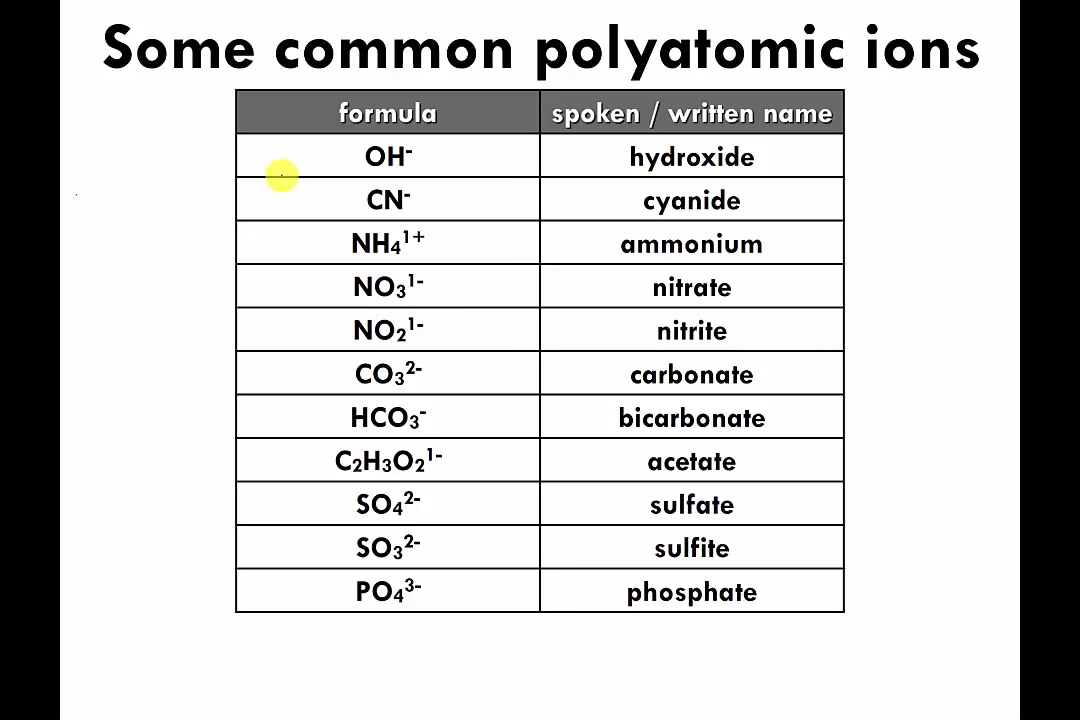 Some common polyatomic ions
formula spoken / written name
OH⁻ hydroxide
CN⁻ cyanide
NH₄¹⁺ ammonium
NO₃¹⁻ nitrate
NO₂¹⁻ nitrite
CO₃²⁻ carbonate
HCO₃⁻ bicarbonate
C₂H₃O₂¹⁻ acetate
SO₄²⁻ sulfate
SO₃²⁻ sulfite
PO₄³⁻ phosphate